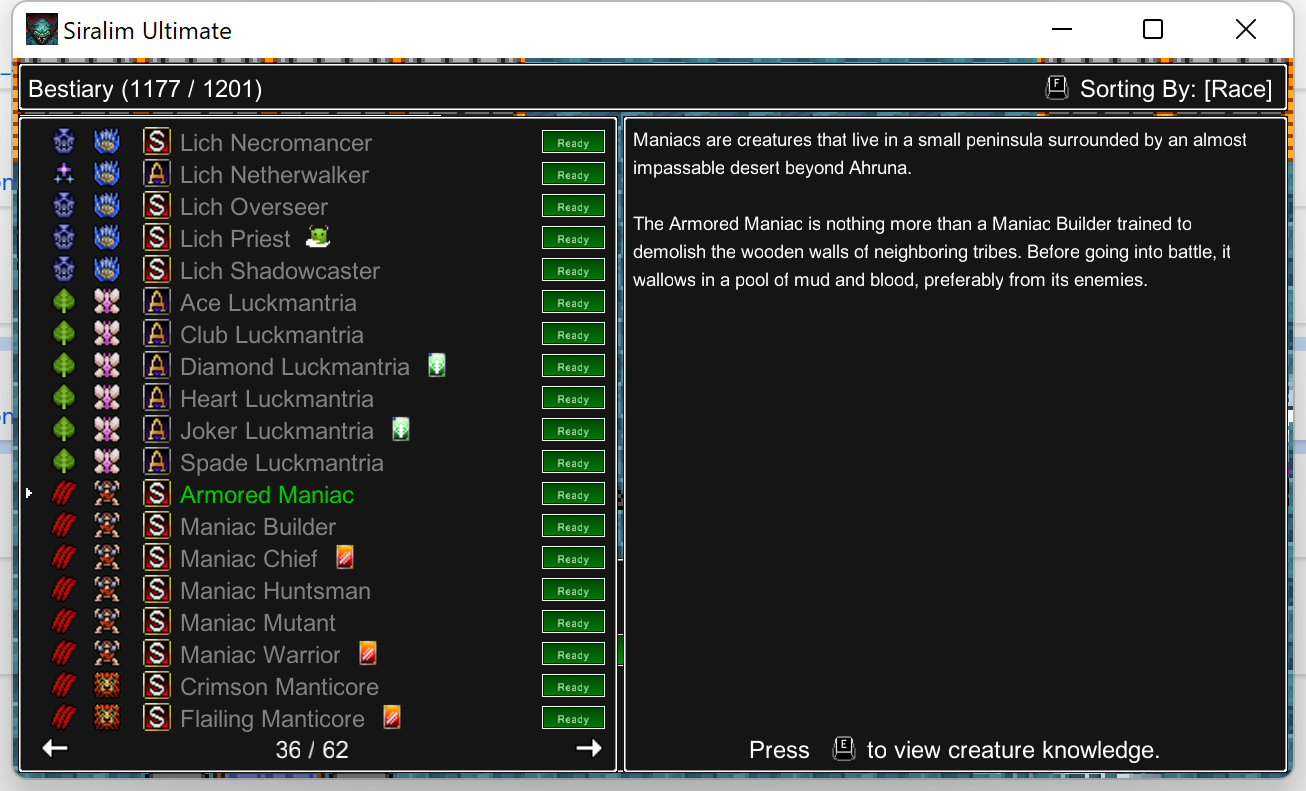 Siralim Ultimate
Bestiary (1177 / 1201)
F Sorting By: [Race]
S Lich Necromancer Ready
A Lich Netherwalker Ready
S Lich Overseer Ready
S Lich Priest Ready
S Lich Shadowcaster Ready
A Ace Luckmantria Ready
A Club Luckmantria Ready
A Diamond Luckmantria Ready
A Heart Luckmantria Ready
A Joker Luckmantria Ready
A Spade Luckmantria Ready
S Armored Maniac Ready
S Maniac Builder Ready
S Maniac Chief Ready
S Maniac Huntsman Ready
S Maniac Mutant Ready
S Maniac Warrior Ready
S Crimson Manticore Ready
S Flailing Manticore Ready
36 / 62
Maniacs are creatures that live in a small peninsula surrounded by an almost
impassable desert beyond Ahruna.
The Armored Maniac is nothing more than a Maniac Builder trained to
demolish the wooden walls of neighboring tribes. Before going into battle, it
wallows in a pool of mud and blood, preferably from its enemies.
Press E to view creature knowledge.